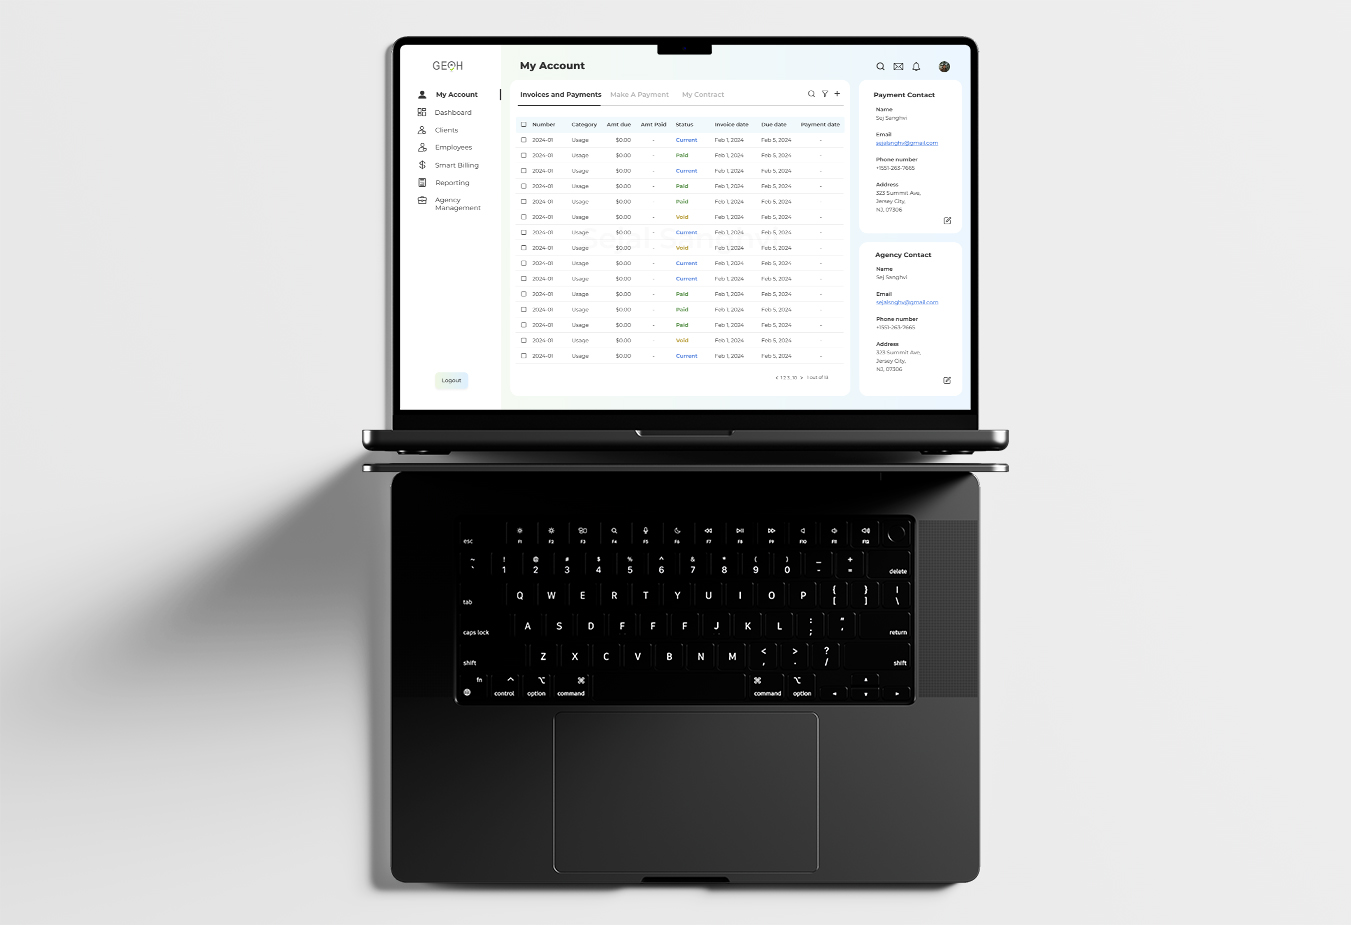 GEOH
My Account
Dashboard
Clients
Employees
Smart Billing
Reporting
Agency
Management
Logout
My Account
Invoices and Payments Make A Payment My Contract
Number Category Amt due Amt Paid Status Invoice date Due date Payment date
2024-01 Usage $0.00 - Current Feb 1, 2024 Feb 5, 2024 -
2024-01 Usage $0.00 - Paid Feb 1, 2024 Feb 5, 2024 -
2024-01 Usage $0.00 - Current Feb 1, 2024 Feb 5, 2024 -
2024-01 Usage $0.00 - Paid Feb 1, 2024 Feb 5, 2024 -
2024-01 Usage $0.00 - Paid Feb 1, 2024 Feb 5, 2024 -
2024-01 Usage $0.00 - Void Feb 1, 2024 Feb 5, 2024 -
2024-01 Usage $0.00 - Current Feb 1, 2024 Feb 5, 2024 -
2024-01 Usage $0.00 - Void Feb 1, 2024 Feb 5, 2024 -
2024-01 Usage $0.00 - Current Feb 1, 2024 Feb 5, 2024 -
2024-01 Usage $0.00 - Current Feb 1, 2024 Feb 5, 2024 -
2024-01 Usage $0.00 - Paid Feb 1, 2024 Feb 5, 2024 -
2024-01 Usage $0.00 - Paid Feb 1, 2024 Feb 5, 2024 -
2024-01 Usage $0.00 - Paid Feb 1, 2024 Feb 5, 2024 -
2024-01 Usage $0.00 - Void Feb 1, 2024 Feb 5, 2024 -
2024-01 Usage $0.00 - Current Feb 1, 2024 Feb 5, 2024 -
< 1 2 3.. 10 > 1 out of 14
Payment Contact
Name
Sej Sanghvi
Email
sejalsnghv@gmail.com
Phone number
+1551-263-7665
Address
323 Summit Ave,
Jersey City,
NJ, 07306
Agency Contact
Name
Sej Sanghvi
Email
sejalsnghv@gmail.com
Phone number
+1551-263-7665
Address
323 Summit Ave,
Jersey City,
NJ, 07306
esc F1 F2 F3 F4 F5 F6 F7 F8 F9 F10 F11 F12
~ ! @ # $ % ^ & * ( ) _ +
` 1 2 3 4 5 6 7 8 9 0 - = delete
tab Q W E R T Y U I O P { } |
[ ] \
caps lock A S D F F F J K L : " return
; '
shift Z X C V B N M < > ? shift
, . /
fn control option command command option